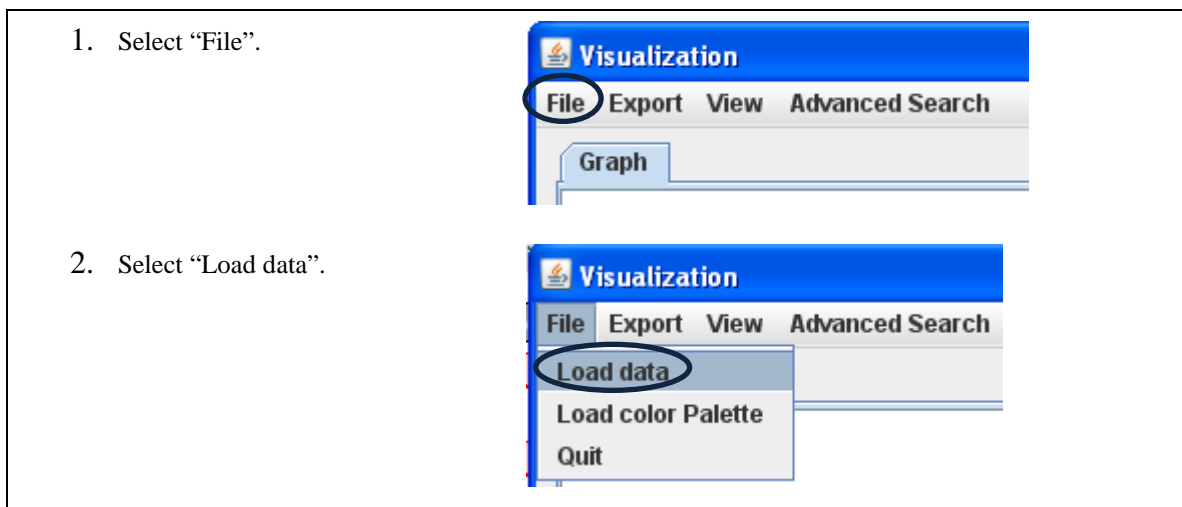 1. Select “File”.
Visualization
File Export View Advanced Search
Graph
2. Select “Load data”.
Visualization
File Export View Advanced Search
Load data
Load color Palette
Quit